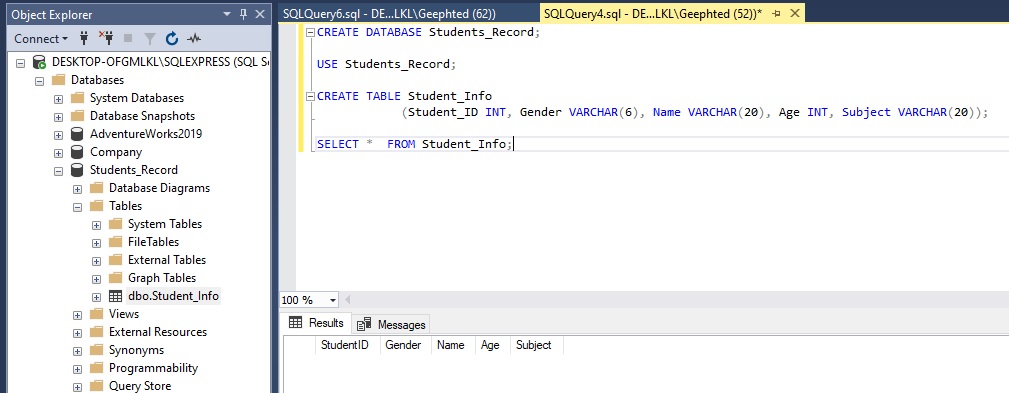 Object Explorer
Connect
DESKTOP-OFGMLKL\SQLEXPRESS (SQL Se
Databases
System Databases
Database Snapshots
AdventureWorks2019
Company
Students_Record
Database Diagrams
Tables
System Tables
FileTables
External Tables
Graph Tables
dbo.Student_Info
Views
External Resources
Synonyms
Programmability
Query Store
SQLQuery6.sql - DE...LKL\Geephted (62))
SQLQuery4.sql - DE...LKL\Geephted (52))*
CREATE DATABASE Students_Record;
USE Students_Record;
CREATE TABLE Student_Info
(Student_ID INT, Gender VARCHAR(6), Name VARCHAR(20), Age INT, Subject VARCHAR(20));
SELECT *  FROM Student_Info;
100 %
Results Messages
StudentID Gender Name Age Subject